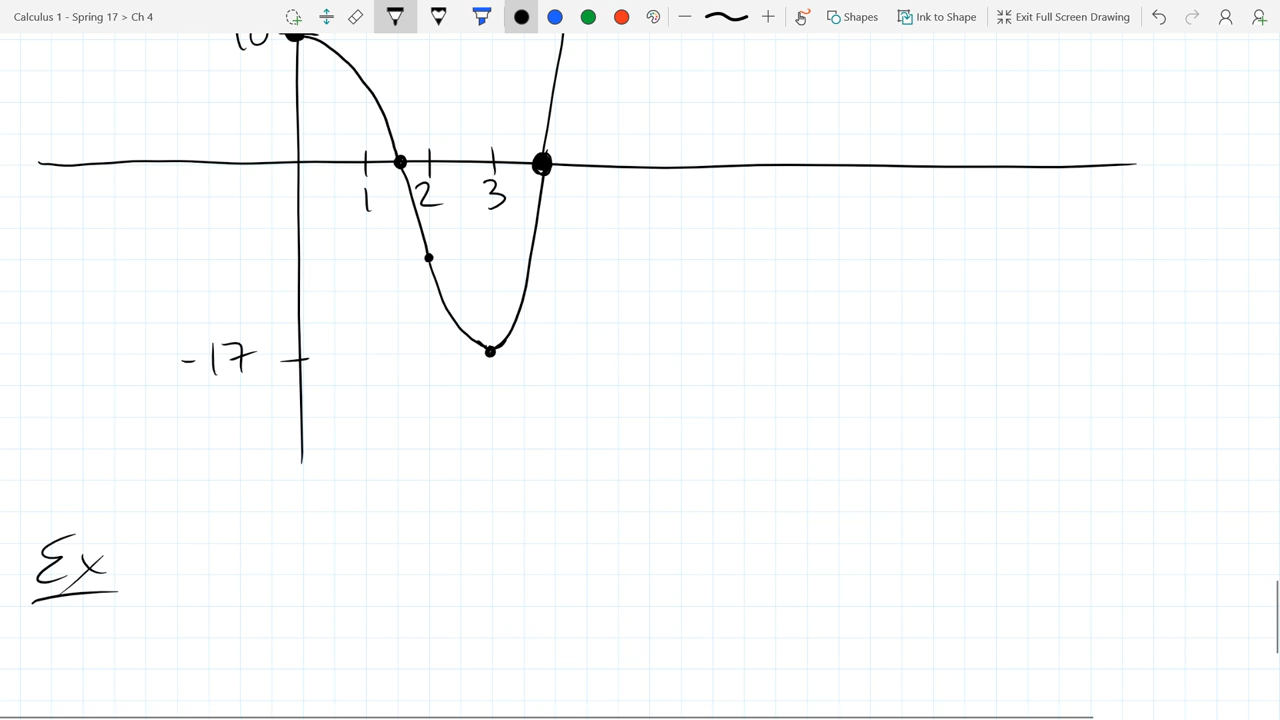 Calculus 1 - Spring 17 > Ch 4
Shapes
Ink to Shape
Exit Full Screen Drawing
10
1 2 3
-17
Ex